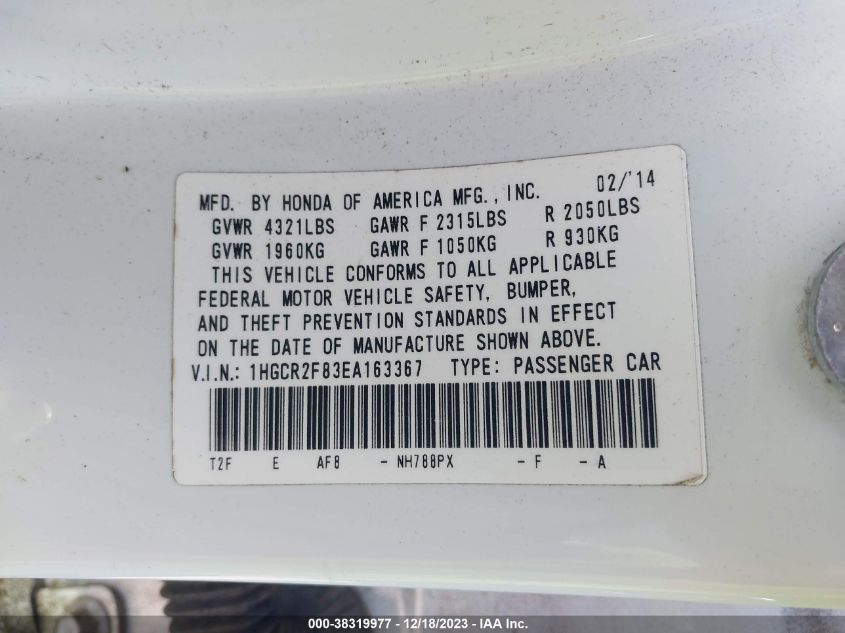 MFD. BY HONDA OF AMERICA MFG., INC. 02/'14
GVWR 4321LBS GAWR F 2315LBS R 2050LBS
GVWR 1960KG GAWR F 1050KG R 930KG
THIS VEHICLE CONFORMS TO ALL APPLICABLE
FEDERAL MOTOR VEHICLE SAFETY, BUMPER,
AND THEFT PREVENTION STANDARDS IN EFFECT
ON THE DATE OF MANUFACTURE SHOWN ABOVE.
V.I.N.: 1HGCR2F83EA163367 TYPE: PASSENGER CAR
T2F E AF8 - NH788PX - F - A
000-38319977 - 12/18/2023 - IAA Inc.